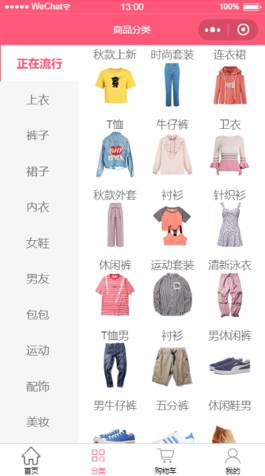 •••••WeChat 13:00 100%
商品分类
正在流行
上衣
裤子
裙子
内衣
女鞋
男友
包包
运动
配饰
美妆
秋款上新 时尚套装 连衣裙
T恤 牛仔裤 卫衣
秋款外套 衬衫 针织衫
休闲裤 运动套装 清新泳衣
T恤男 衬衫 男休闲裤
男牛仔裤 五分裤 休闲鞋男
首页 分类 购物车 我的